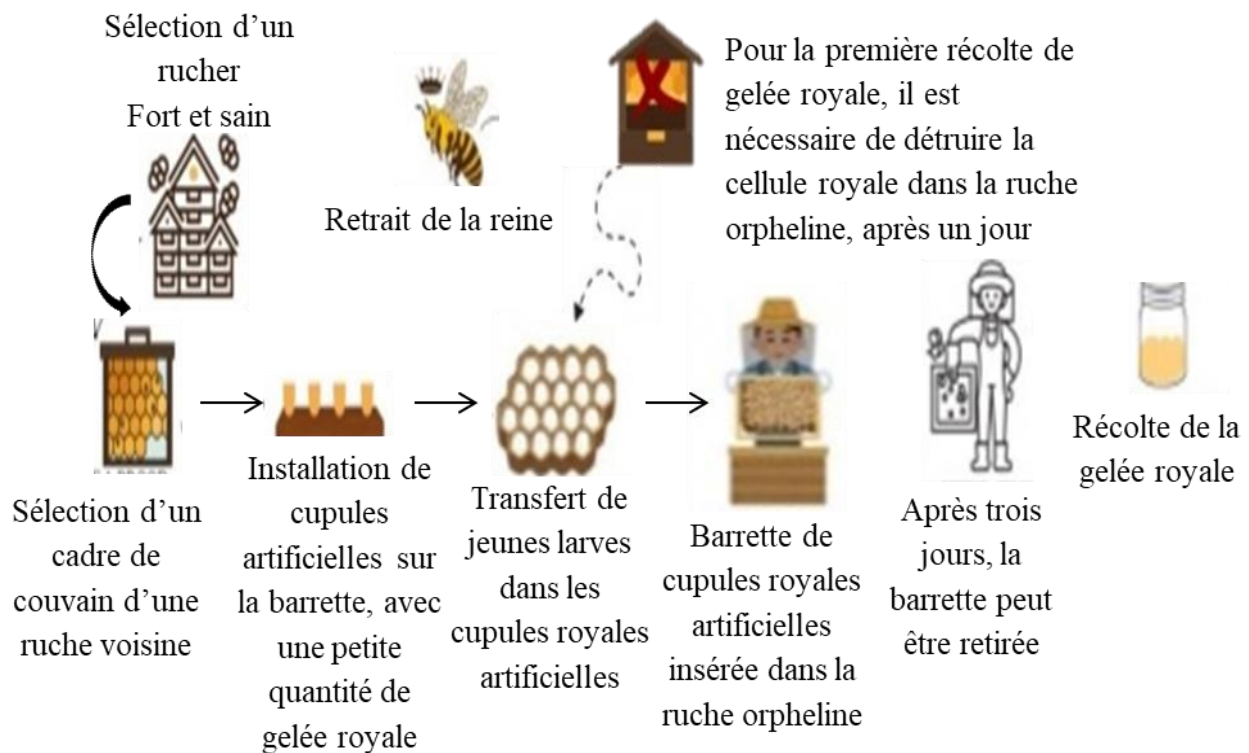 Sélection d’un
rucher
Fort et sain
Retrait de la reine
Pour la première récolte de
gelée royale, il est
nécessaire de détruire la
cellule royale dans la ruche
orpheline, après un jour
Sélection d’un
cadre de
couvain d’une
ruche voisine
Installation de
cupules
artificielles sur
la barrette, avec
une petite
quantité de
gelée royale
Transfert de
jeunes larves
dans les
cupules royales
artificielles
Barrette de
cupules royales
artificielles
insérée dans la
ruche orpheline
Après trois
jours, la
barrette peut
être retirée
Récolte de la
gelée royale